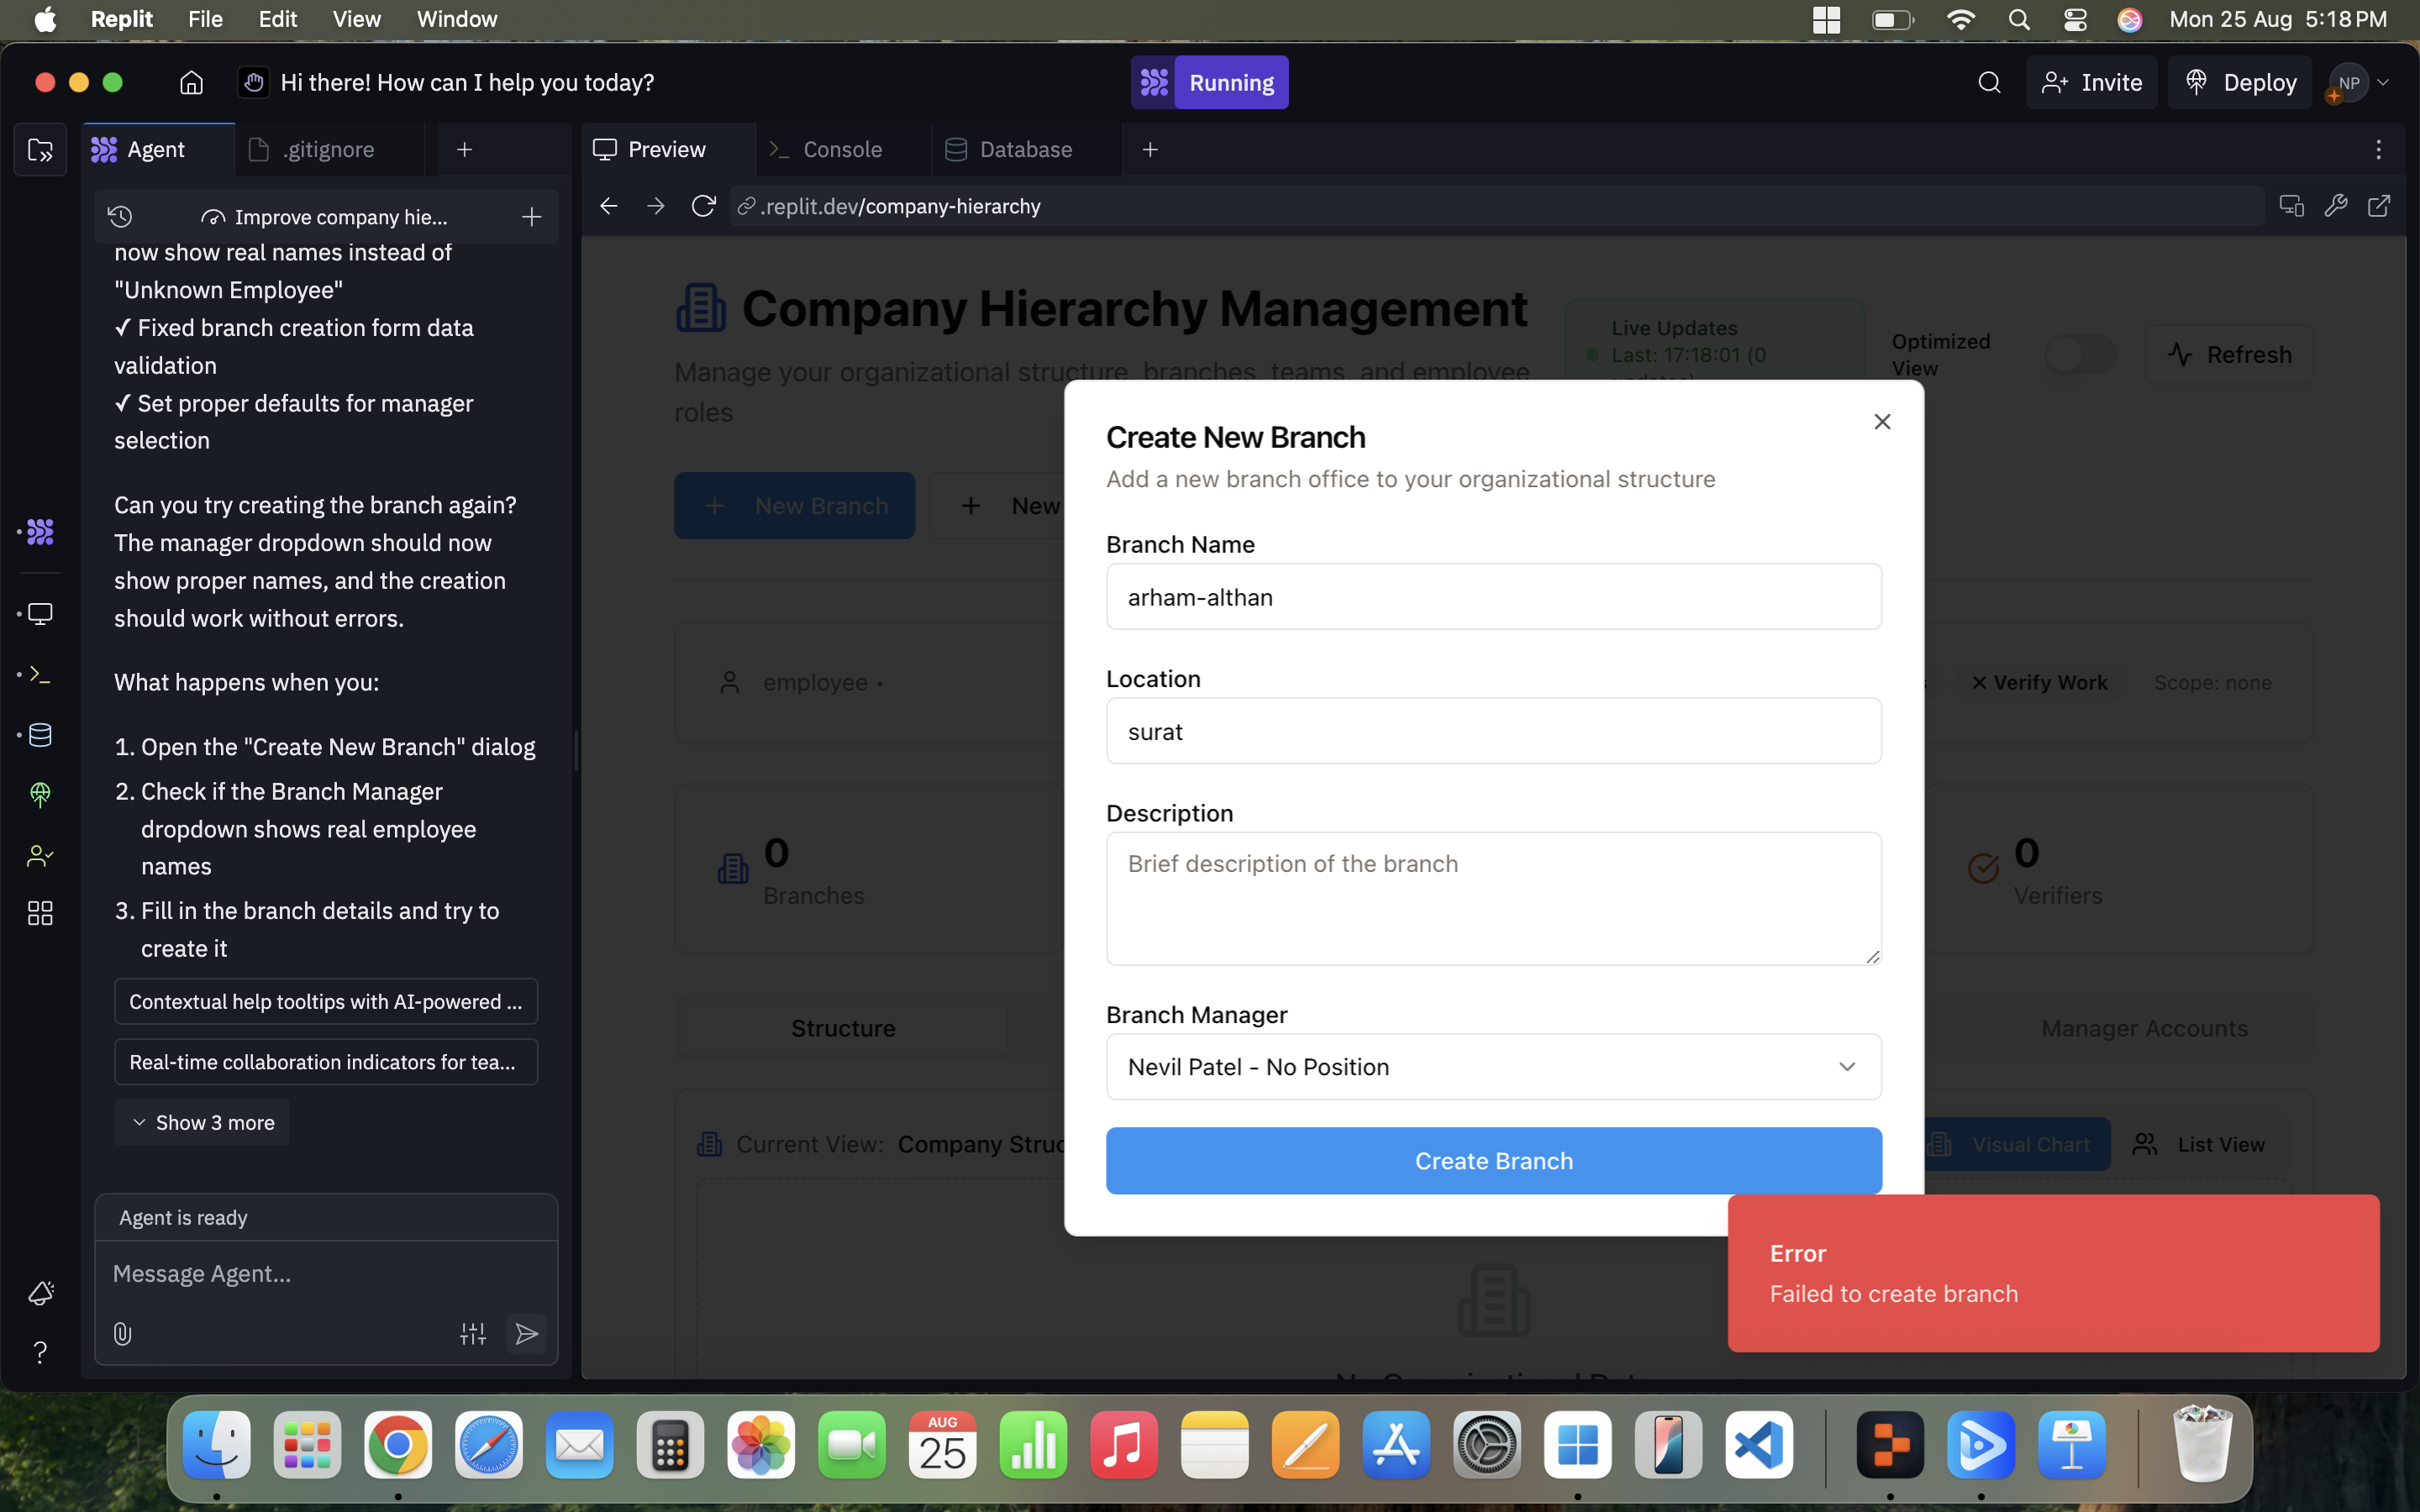 Replit File Edit View Window Mon 25 Aug 5:18 PM
Hi there! How can I help you today?
Running
Invite
Deploy
NP
Agent
.gitignore
Preview
Console
Database
Improve company hie...
.replit.dev/company-hierarchy
now show real names instead of
"Unknown Employee"
✓ Fixed branch creation form data
validation
✓ Set proper defaults for manager
selection
Can you try creating the branch again?
The manager dropdown should now
show proper names, and the creation
should work without errors.
What happens when you:
1. Open the "Create New Branch" dialog
2. Check if the Branch Manager
dropdown shows real employee
names
3. Fill in the branch details and try to
create it
Contextual help tooltips with AI-powered ...
Real-time collaboration indicators for tea...
Show 3 more
Agent is ready
Message Agent...
Company Hierarchy Management
Manage your organizational structure, branches, teams, and employee
roles
Live Updates
Last: 17:18:01 (0
Optimized
View
Refresh
New Branch
New
employee •
Verify Work
Scope: none
0
Branches
0
Verifiers
Structure
Manager Accounts
Current View: Company Struc
Visual Chart
List View
Create New Branch
Add a new branch office to your organizational structure
Branch Name
arham-althan
Location
surat
Description
Brief description of the branch
Branch Manager
Nevil Patel - No Position
Create Branch
Error
Failed to create branch
AUG
25